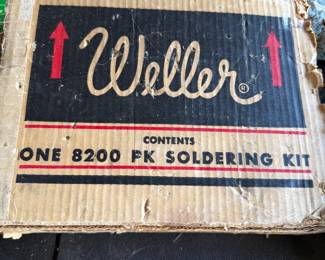 Weller®
CONTENTS
ONE 8200 PK SOLDERING KIT